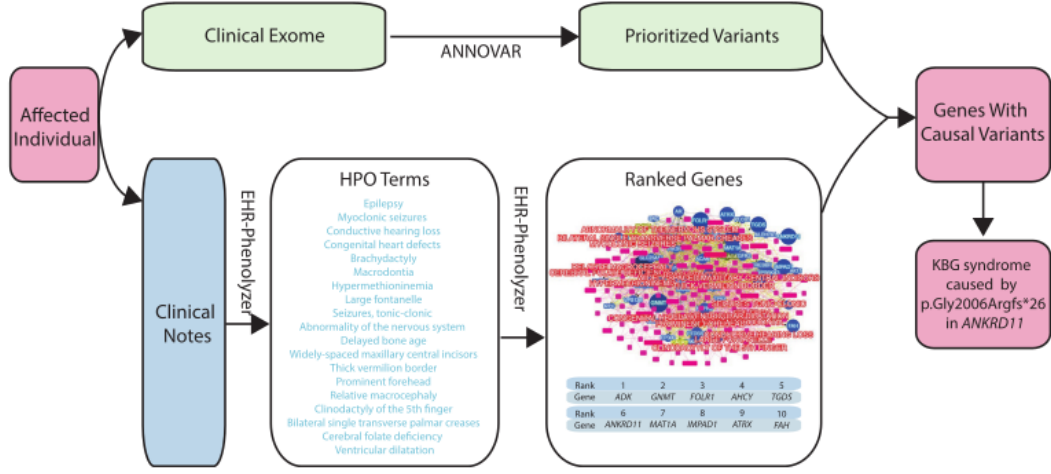 Clinical Exome
ANNOVAR
Prioritized Variants
Affected
Individual
Genes With
Causal Variants
Clinical
Notes
EHR-Phenolyzer
HPO Terms
Epilepsy
Myoclonic seizures
Conductive hearing loss
Congenital heart defects
Brachydactyly
Macrodontia
Hypermethioninemia
Large fontanelle
Seizures, tonic-clonic
Abnormality of the nervous system
Delayed bone age
Widely-spaced maxillary central incisors
Thick vermilion border
Prominent forehead
Relative macrocephaly
Clinodactyly of the 5th finger
Bilateral single transverse palmar creases
Cerebral folate deficiency
Ventricular dilatation
EHR-Phenolyzer
Ranked Genes
Rank 1 2 3 4 5
Gene ADK GNMT FOLR1 AHCY TGDS
Rank 6 7 8 9 10
Gene ANKRD11 MAT1A IMPAD1 ATRX FAH
KBG syndrome
caused by
p.Gly2006Argfs*26
in ANKRD11